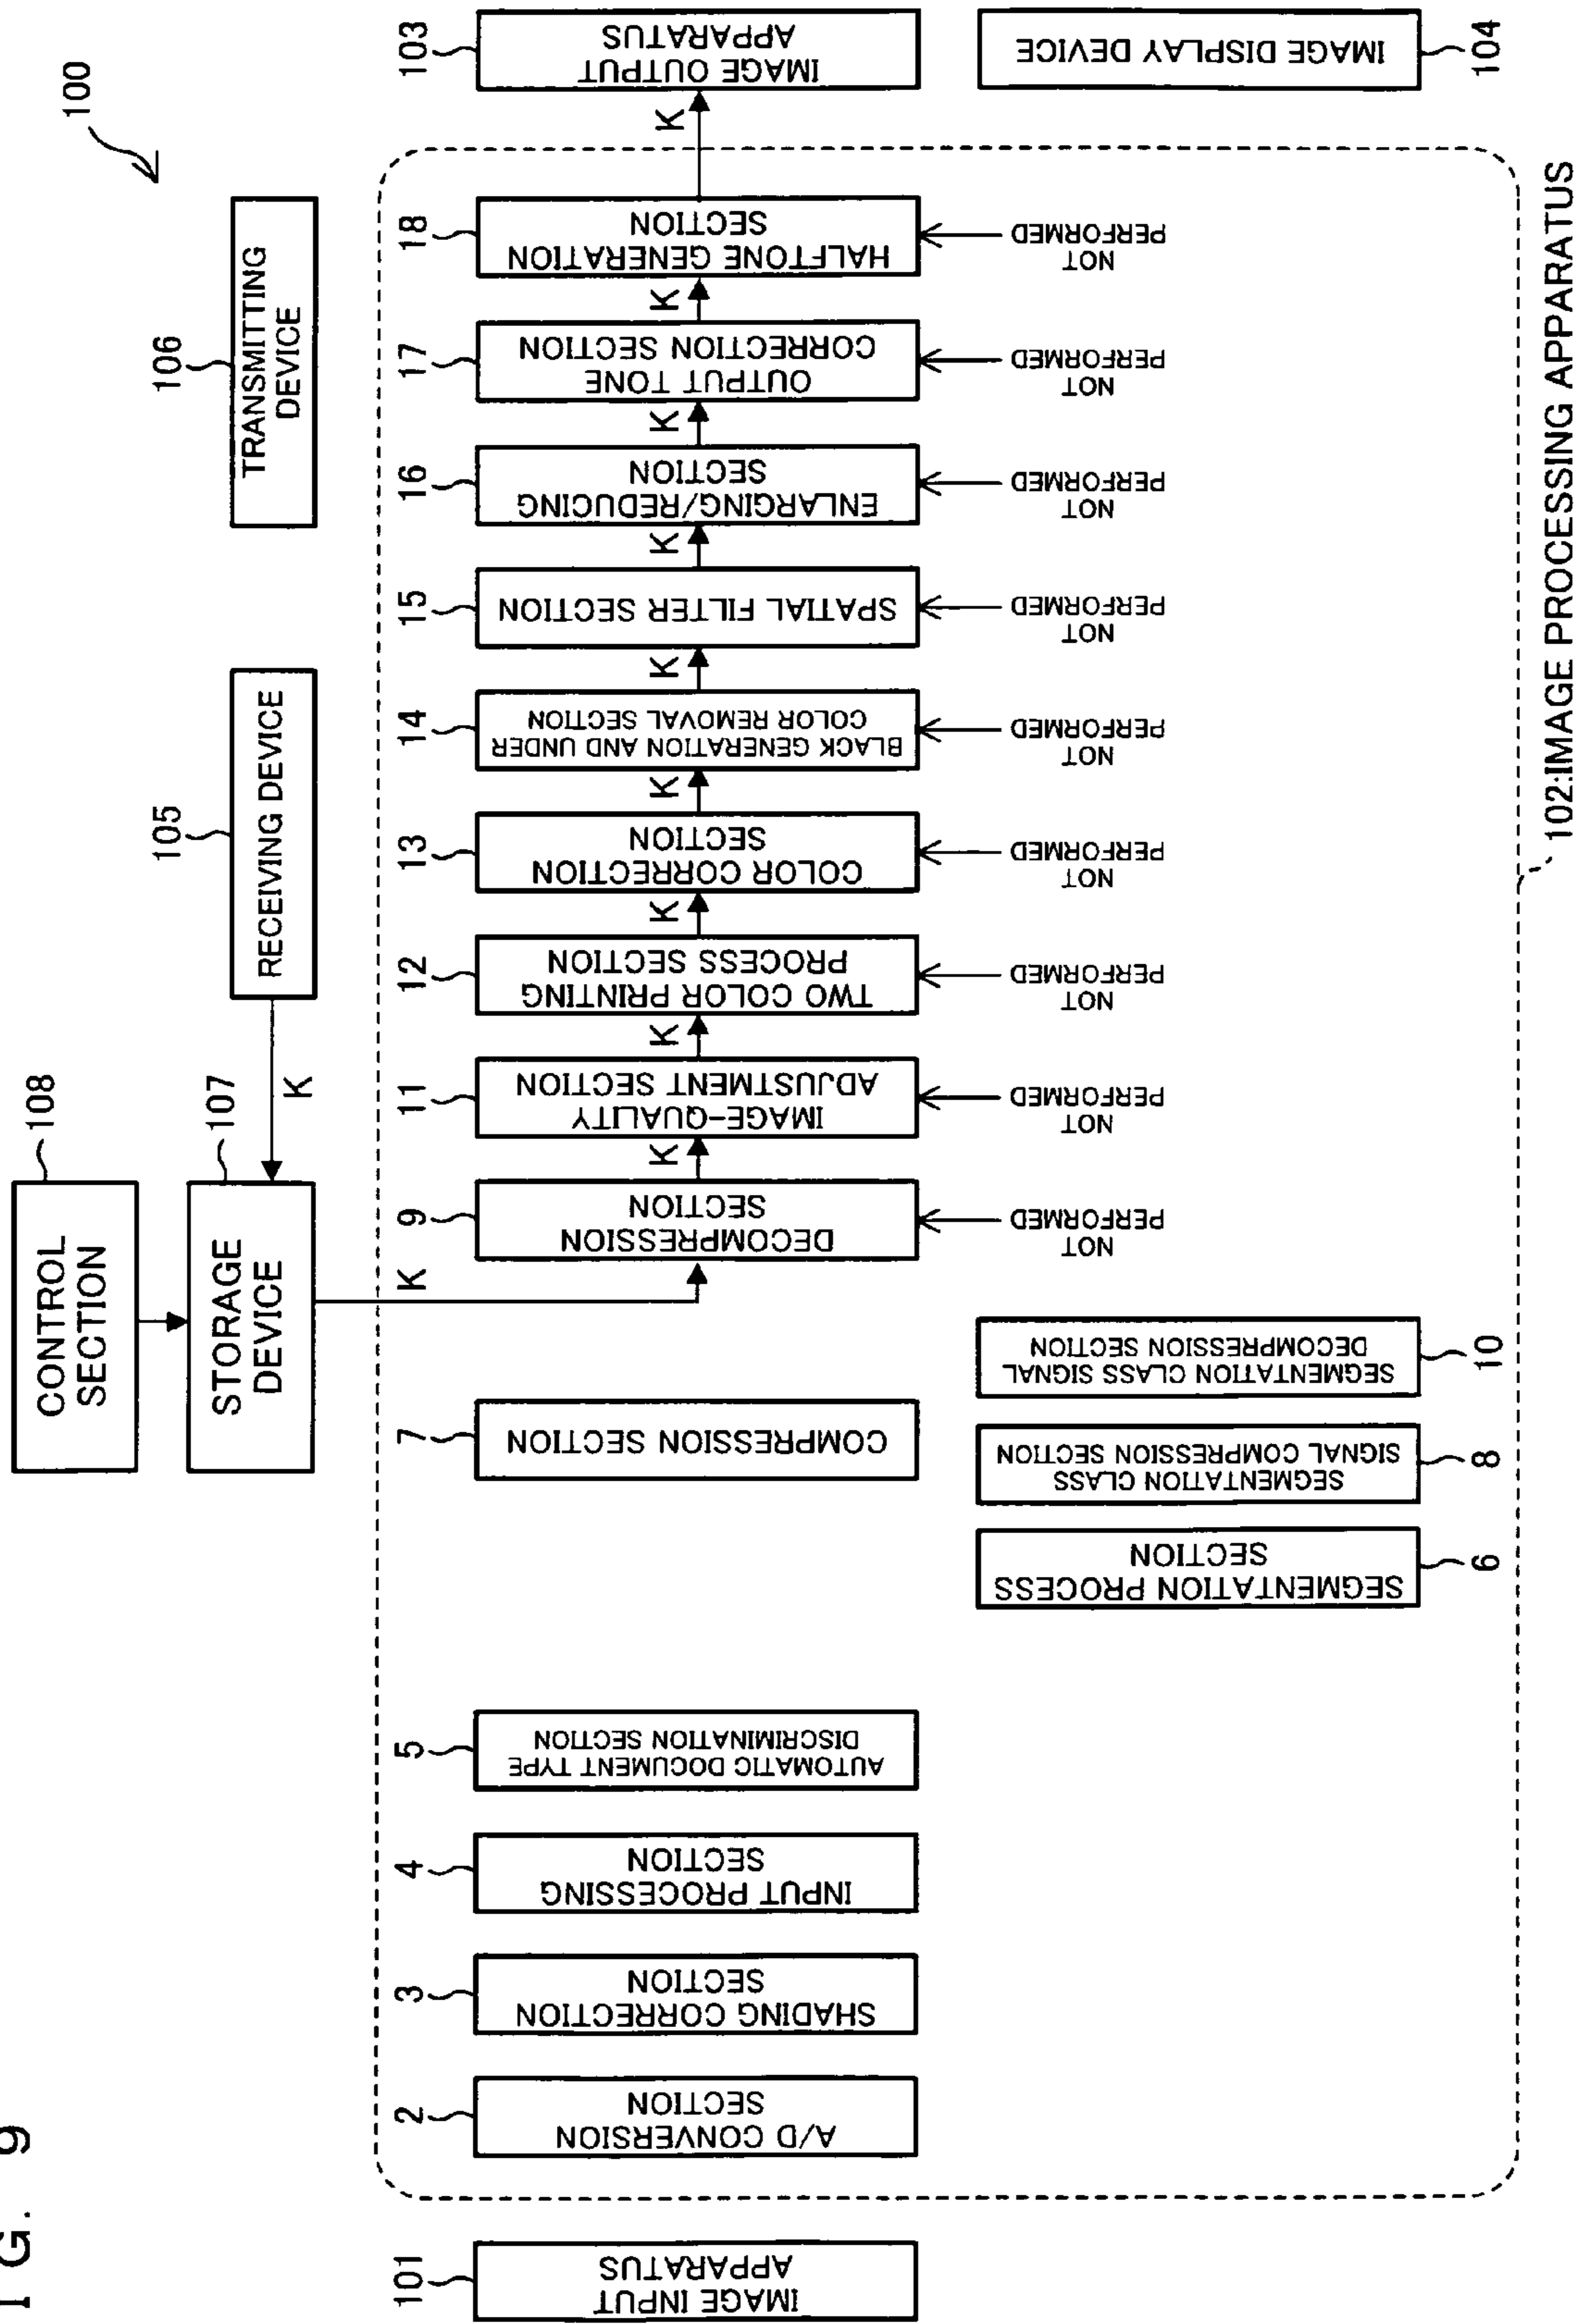 I G. 9
100
108
CONTROL
SECTION
107
STORAGE
DEVICE
K
105
RECEIVING DEVICE
106
TRANSMITTING
DEVICE
K
101
IMAGE INPUT
APPARATUS
2
A/D CONVERSION
SECTION
3
SHADING CORRECTION
SECTION
4
INPUT PROCESSING
SECTION
5
AUTOMATIC DOCUMENT TYPE
DISCRIMINATION SECTION
7
COMPRESSION SECTION
9
DECOMPRESSION
SECTION
K
11
IMAGE-QUALITY
ADJUSTMENT SECTION
K
12
TWO COLOR PRINTING
PROCESS SECTION
K
13
COLOR CORRECTION
SECTION
K
14
BLACK GENERATION AND UNDER
COLOR REMOVAL SECTION
K
15
SPATIAL FILTER SECTION
K
16
ENLARGING/REDUCING
SECTION
K
17
OUTPUT TONE
CORRECTION SECTION
K
18
HALFTONE GENERATION
SECTION
K
103
IMAGE OUTPUT
APPARATUS
NOT
PERFORMED
NOT
PERFORMED
NOT
PERFORMED
NOT
PERFORMED
NOT
PERFORMED
NOT
PERFORMED
NOT
PERFORMED
NOT
PERFORMED
NOT
PERFORMED
SEGMENTATION PROCESS
SECTION
6
SEGMENTATION CLASS
SIGNAL COMPRESSION SECTION
8
SEGMENTATION CLASS SIGNAL
DECOMPRESSION SECTION
10
IMAGE DISPLAY DEVICE
104
102:IMAGE PROCESSING APPARATUS